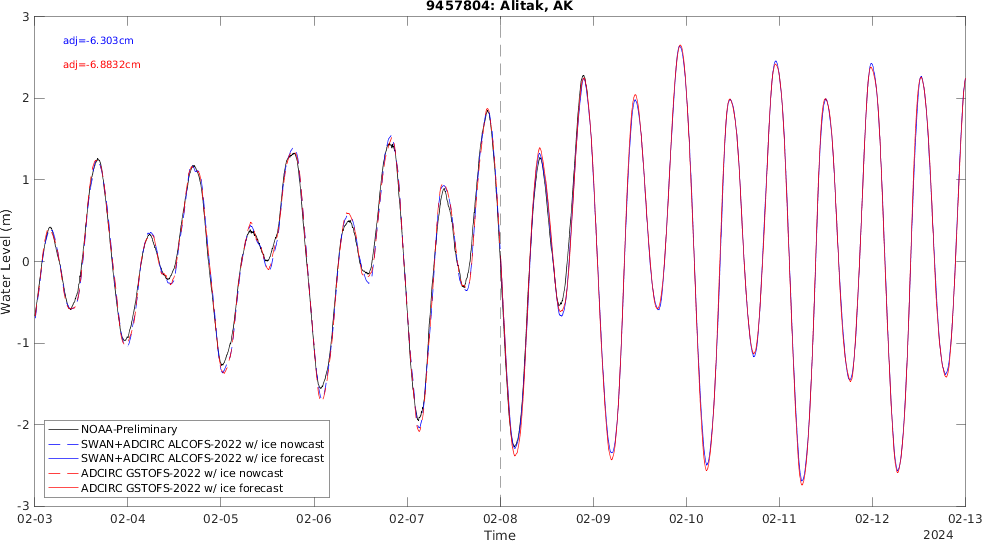 9457804: Alitak, AK
adj=-6.303cm
adj=-6.8832cm
Water Level (m)
3
2
1
0
-1
-2
-3
NOAA-Preliminary
SWAN+ADCIRC ALCOFS-2022 w/ ice nowcast
SWAN+ADCIRC ALCOFS-2022 w/ ice forecast
ADCIRC GSTOFS-2022 w/ ice nowcast
ADCIRC GSTOFS-2022 w/ ice forecast
02-03 02-04 02-05 02-06 02-07 02-08 02-09 02-10 02-11 02-12 02-13
Time
2024